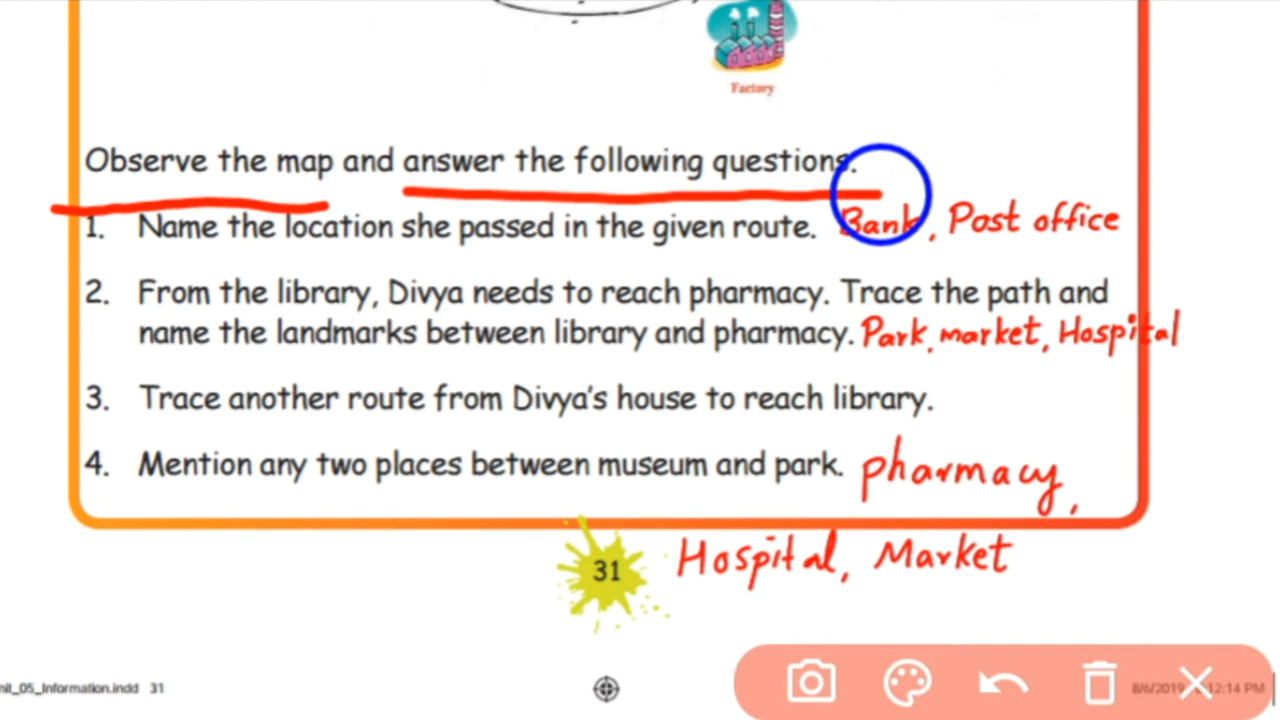 Factory
Observe the map and answer the following questions.
1. Name the location she passed in the given route. Bank, Post office
2. From the library, Divya needs to reach pharmacy. Trace the path and
name the landmarks between library and pharmacy. Park, market, Hospital
3. Trace another route from Divya's house to reach library.
4. Mention any two places between museum and park. pharmacy,
31 Hospital, Market
nit_05_Information.indd 31
8/6/2019 12:14 PM